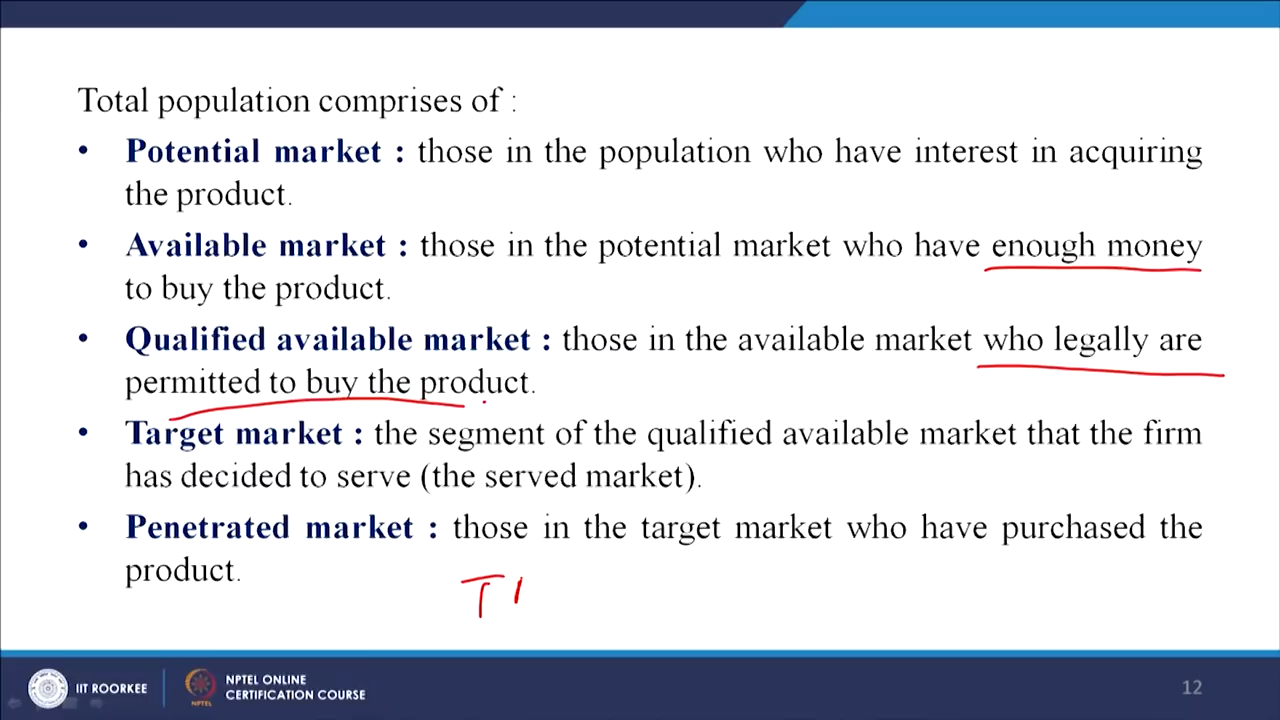 Total population comprises of :
• Potential market : those in the population who have interest in acquiring
the product.
• Available market : those in the potential market who have enough money
to buy the product.
• Qualified available market : those in the available market who legally are
permitted to buy the product.
• Target market : the segment of the qualified available market that the firm
has decided to serve (the served market).
• Penetrated market : those in the target market who have purchased the
product.
IIT ROORKEE
NPTEL
NPTEL ONLINE
CERTIFICATION COURSE
12